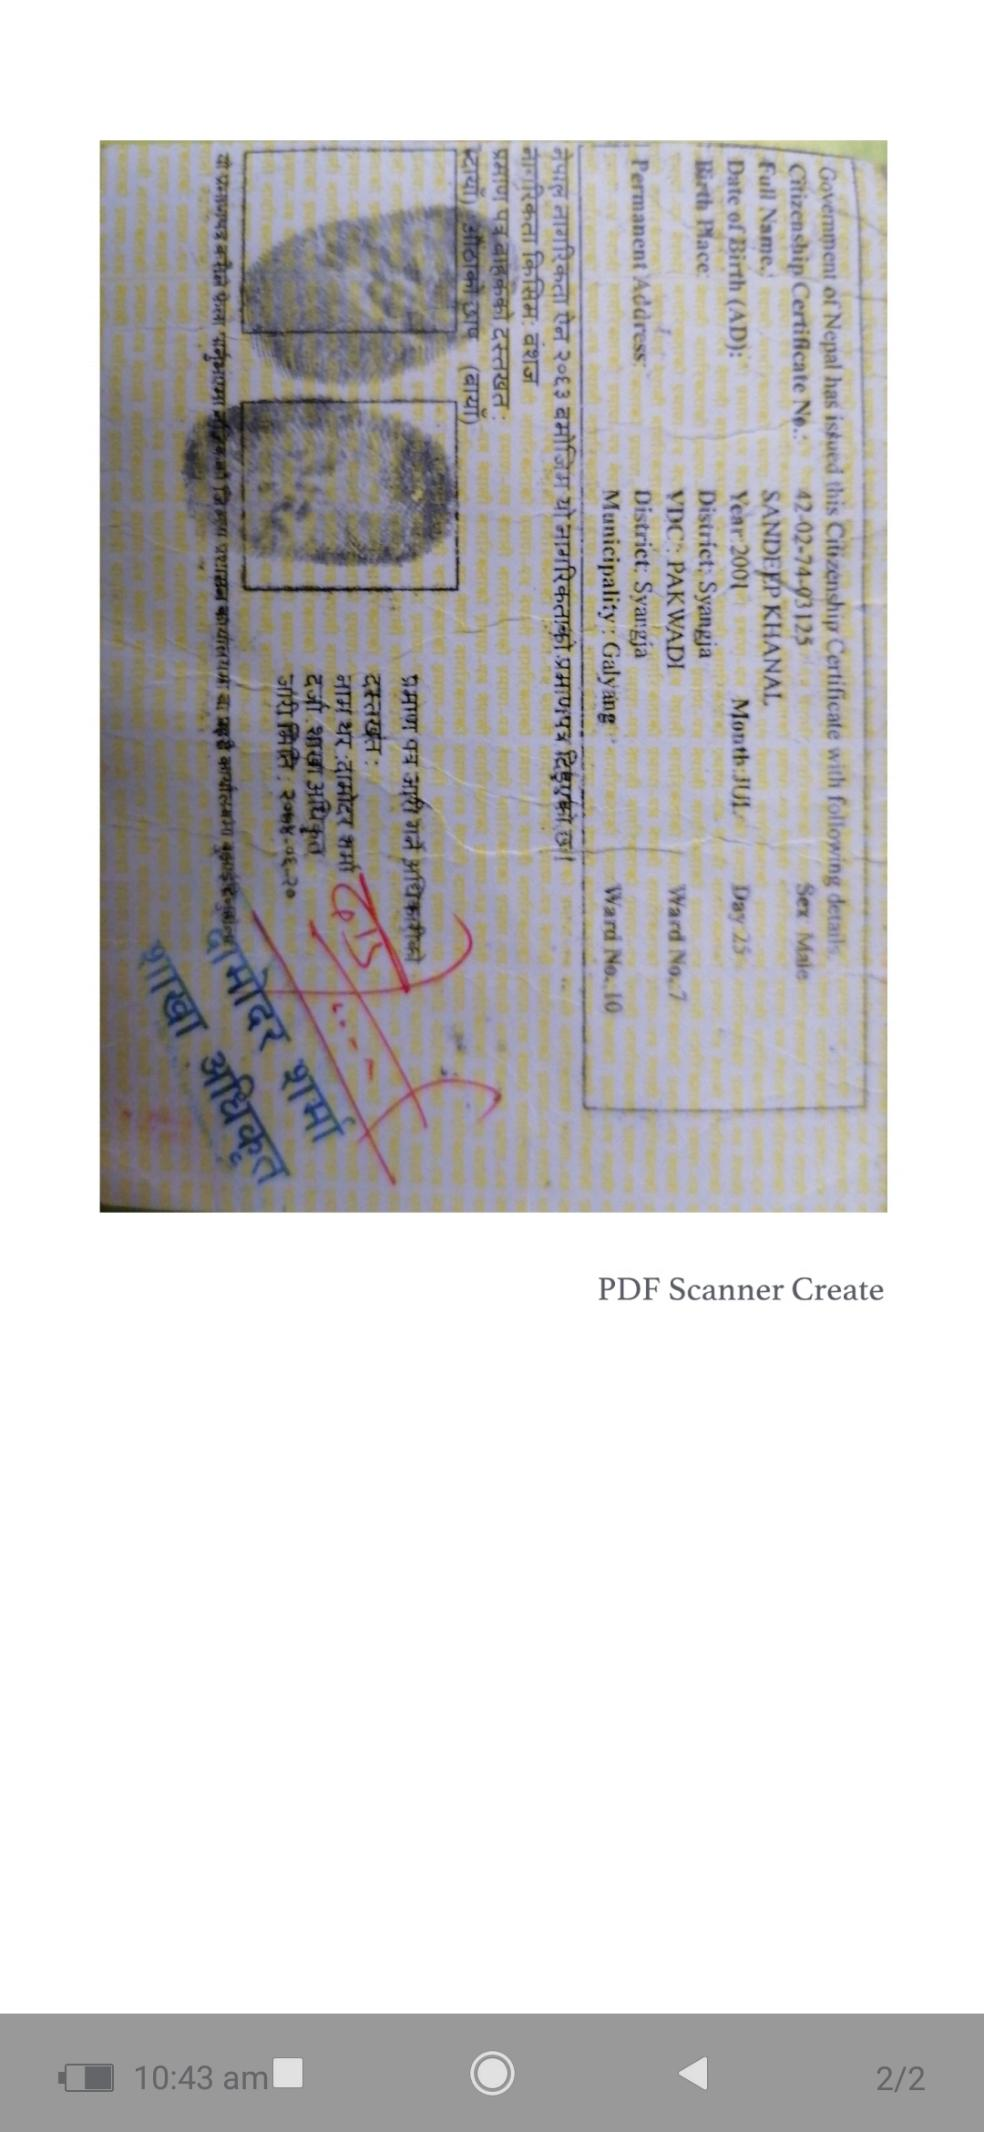 Government of Nepal has issued this Citizenship Certificate with following details.
Citizenship Certificate No.: 42-02-74-03125 Sex Male
Full Name: SANDEEP KHANAL
Date of Birth (AD): Year:2001 Month:JUL Day 25
Birth Place: District: Syangja
VDC : PAKWADI Ward No. 7
Permanent Address: District: Syangja
Municipality : Galyang Ward No. 10
नेपाल नागरिकता ऐन २०६३ बमोजिम यो नागरिकताको प्रमाणपत्र दिइएको छ।
नागरिकता किसिम: वंशज
प्रमाण पत्र वाहकको दस्तखत :
औंठाको छाप (बायाँ)
प्रमाण पत्र जारी गर्ने अधिकारीको
दस्तखत :
नाम थर : दामोदर शर्मा
दर्जा : शाखा अधिकृत
जारी मिति :
दामोदर शर्मा
शाखा अधिकृत
PDF Scanner Create
10:43 am
2/2